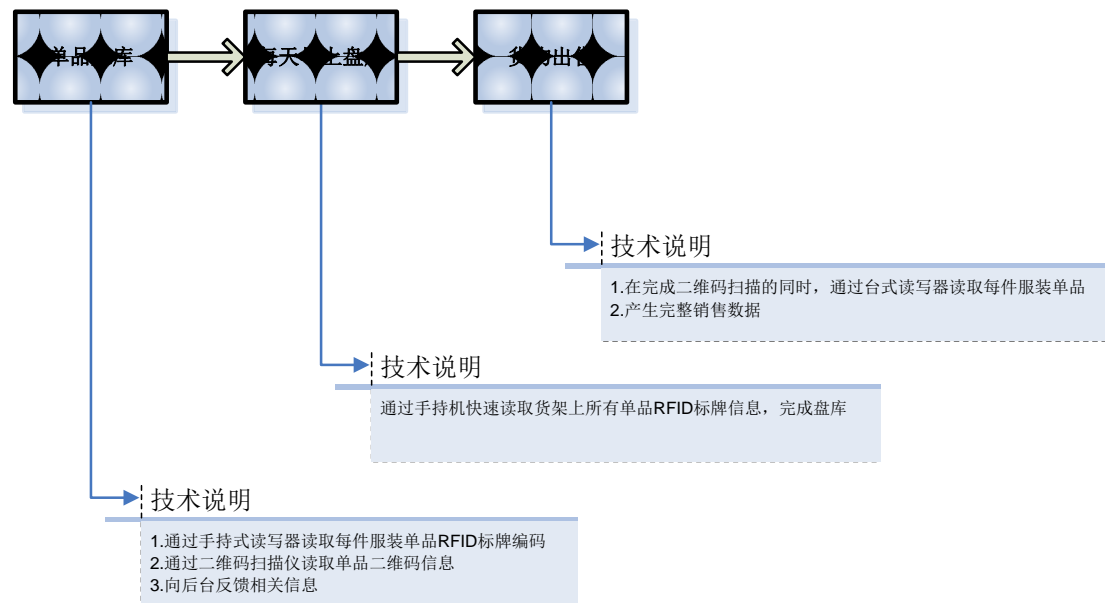 单品 库
每天 上盘
货物出售
技术说明
1.在完成二维码扫描的同时，通过台式读写器读取每件服装单品
2.产生完整销售数据
技术说明
通过手持机快速读取货架上所有单品RFID标牌信息，完成盘库
技术说明
1.通过手持式读写器读取每件服装单品RFID标牌编码
2.通过二维码扫描仪读取单品二维码信息
3.向后台反馈相关信息